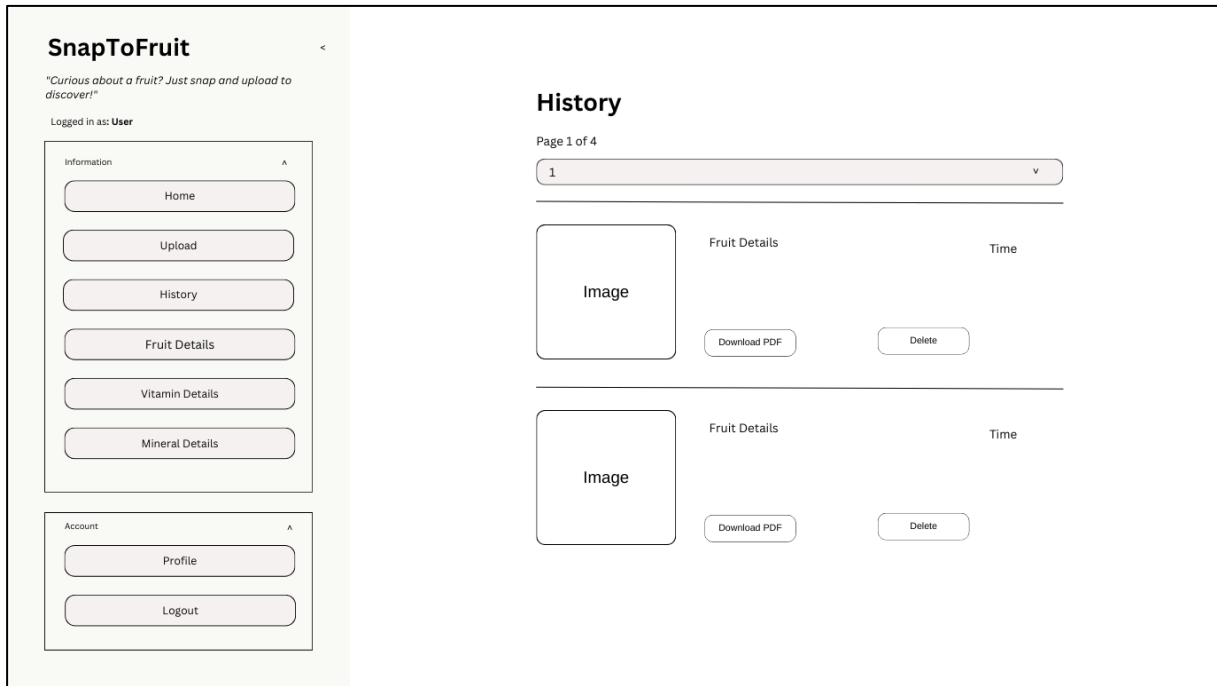 SnapToFruit
<
"Curious about a fruit? Just snap and upload to
discover!"
Logged in as: User
Information
^
Home
Upload
History
Fruit Details
Vitamin Details
Mineral Details
Account
^
Profile
Logout
History
Page 1 of 4
1
v
Image
Fruit Details
Time
Download PDF
Delete
Image
Fruit Details
Time
Download PDF
Delete